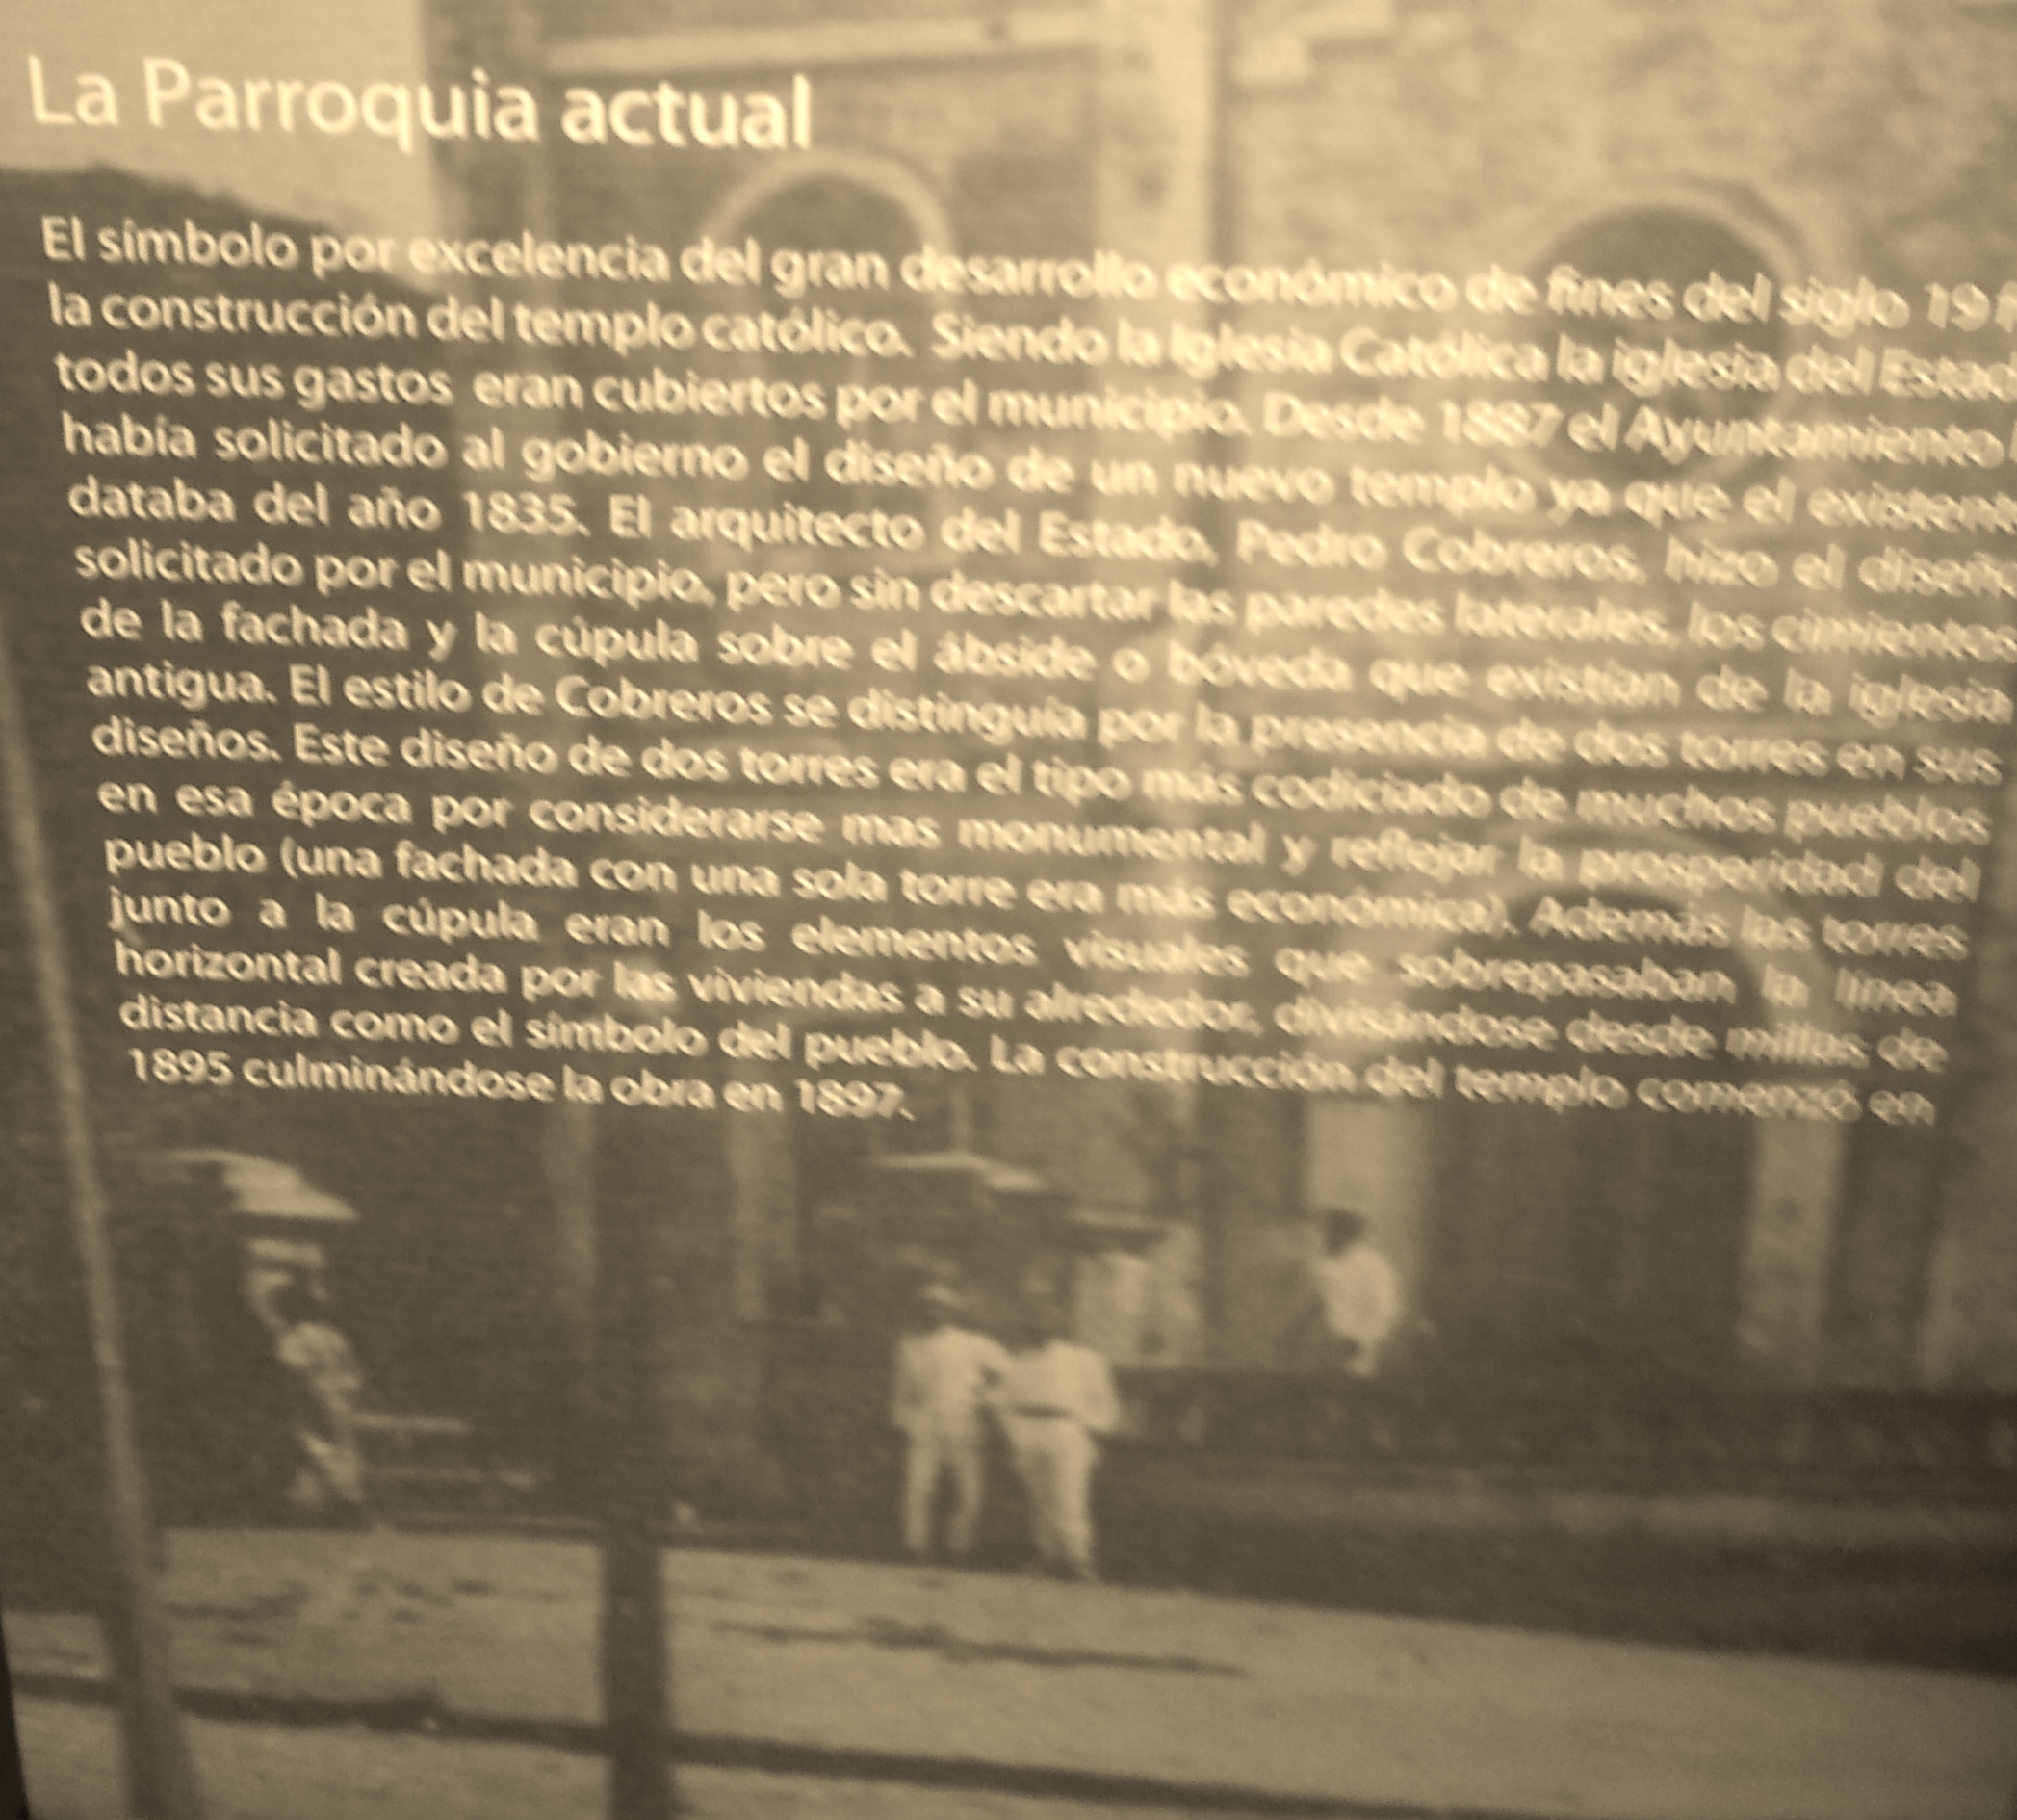 La Parroquia actual
El símbolo por excelencia del gran desarrollo económico de fines del siglo 19
la construcción del templo católico. Siendo la Iglesia Católica la iglesia del Estad
todos sus gastos eran cubiertos por el municipio. Desde 1887 el Ayuntamiento
había solicitado al gobierno el diseño de un nuevo templo ya que el existent
databa del año 1835. El arquitecto del Estado, Pedro Cobreros, hizo el diseño
solicitado por el municipio, pero sin descartar las paredes laterales, los cimientos
de la fachada y la cúpula sobre el ábside o bóveda que existían de la iglesia
antigua. El estilo de Cobreros se distinguía por la presencia de dos torres en sus
diseños. Este diseño de dos torres era el tipo más codiciado de muchos pueblos
en esa época por considerarse mas monumental y reflejar la prosperidad del
pueblo (una fachada con una sola torre era más económica). Además las torres
junto a la cúpula eran los elementos visuales que sobrepasaban la línea
horizontal creada por las viviendas a su alrededor, divisándose desde millas de
distancia como el símbolo del pueblo. La construcción del templo comenzó en
1895 culminándose la obra en 1897.